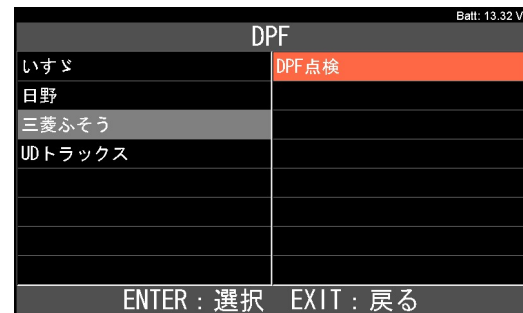 Batt: 13.32 V
DPF
いすゞ
DPF点検
日野
三菱ふそう
UDトラックス
ENTER：選択　EXIT：戻る